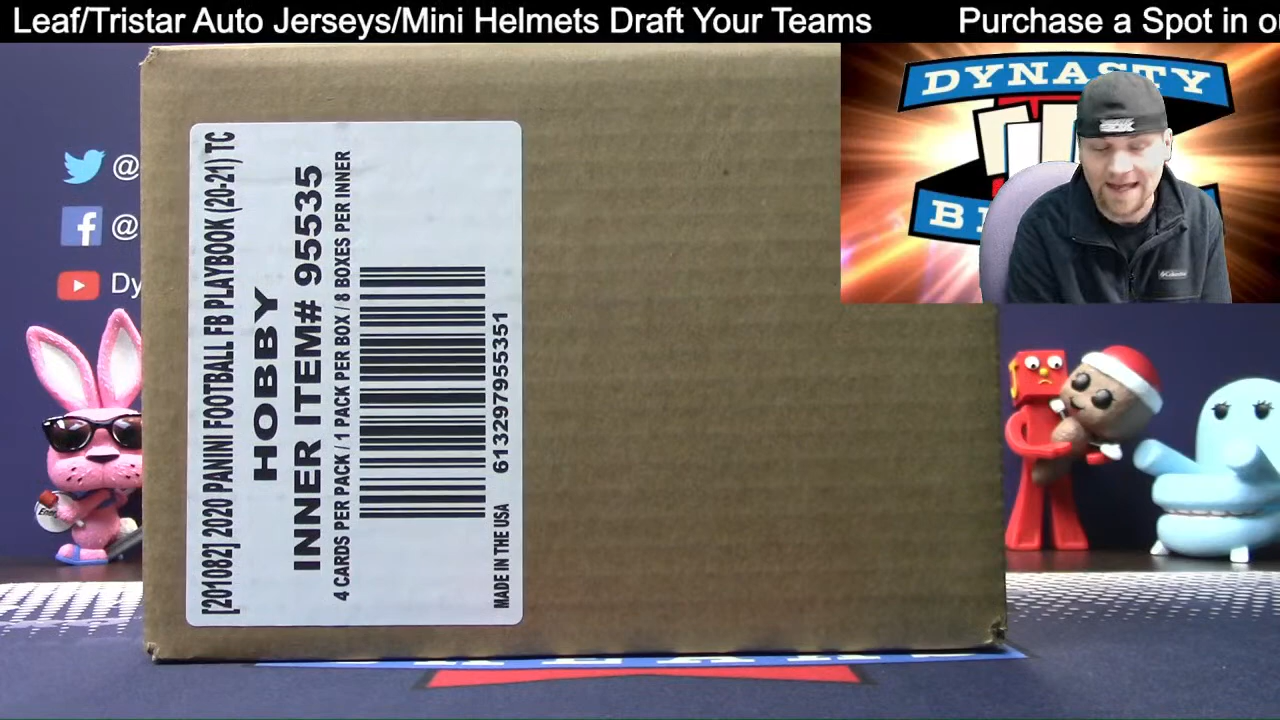 Leaf/Tristar Auto Jerseys/Mini Helmets Draft Your Teams Purchase a Spot in o
DYNASTY
B
@
@
Dy
[201082] 2020 PANINI FOOTBALL FB PLAYBOOK (20-21) TC
HOBBY
INNER ITEM# 95535
4 CARDS PER PACK / 1 PACK PER BOX / 8 BOXES PER INNER
613297955351
MADE IN THE USA